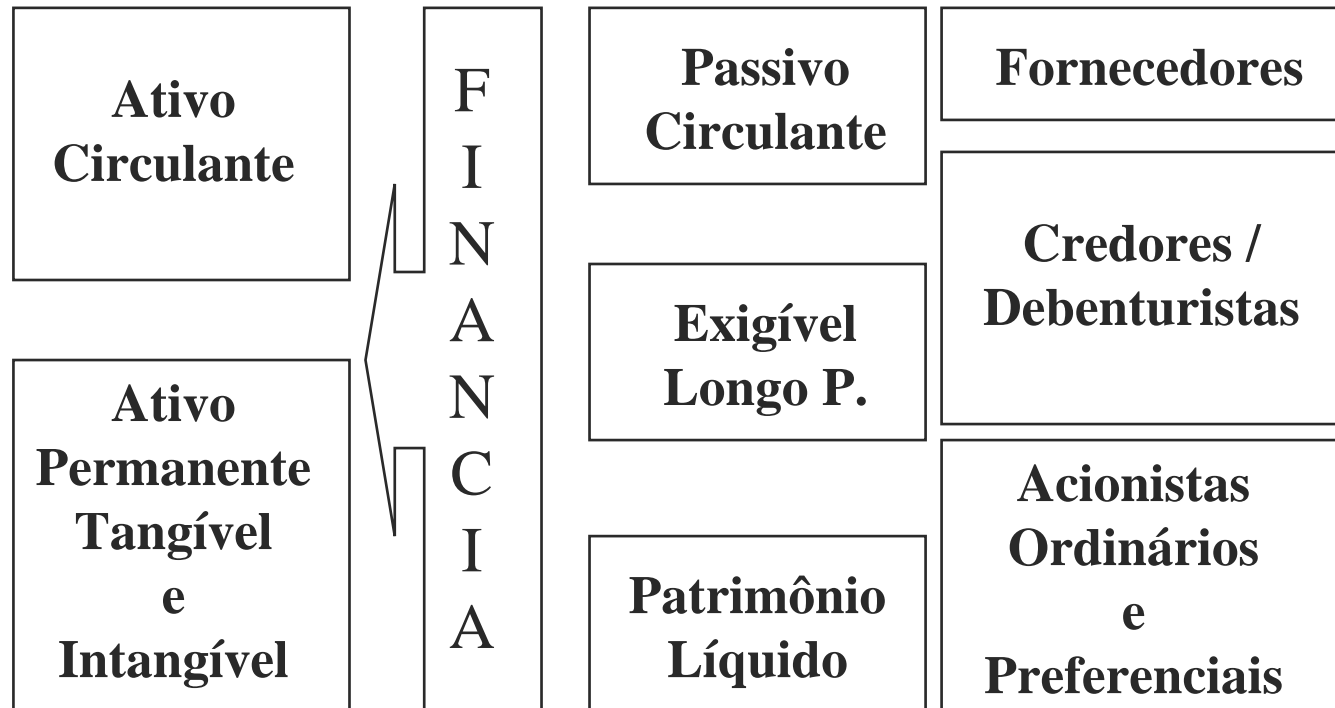 Ativo
Circulante
Ativo
Permanente
Tangível
e
Intangível
F
I
N
A
N
C
I
A
Passivo
Circulante
Exigível
Longo P.
Patrimônio
Líquido
Fornecedores
Credores /
Debenturistas
Acionistas
Ordinários
e
Preferenciais